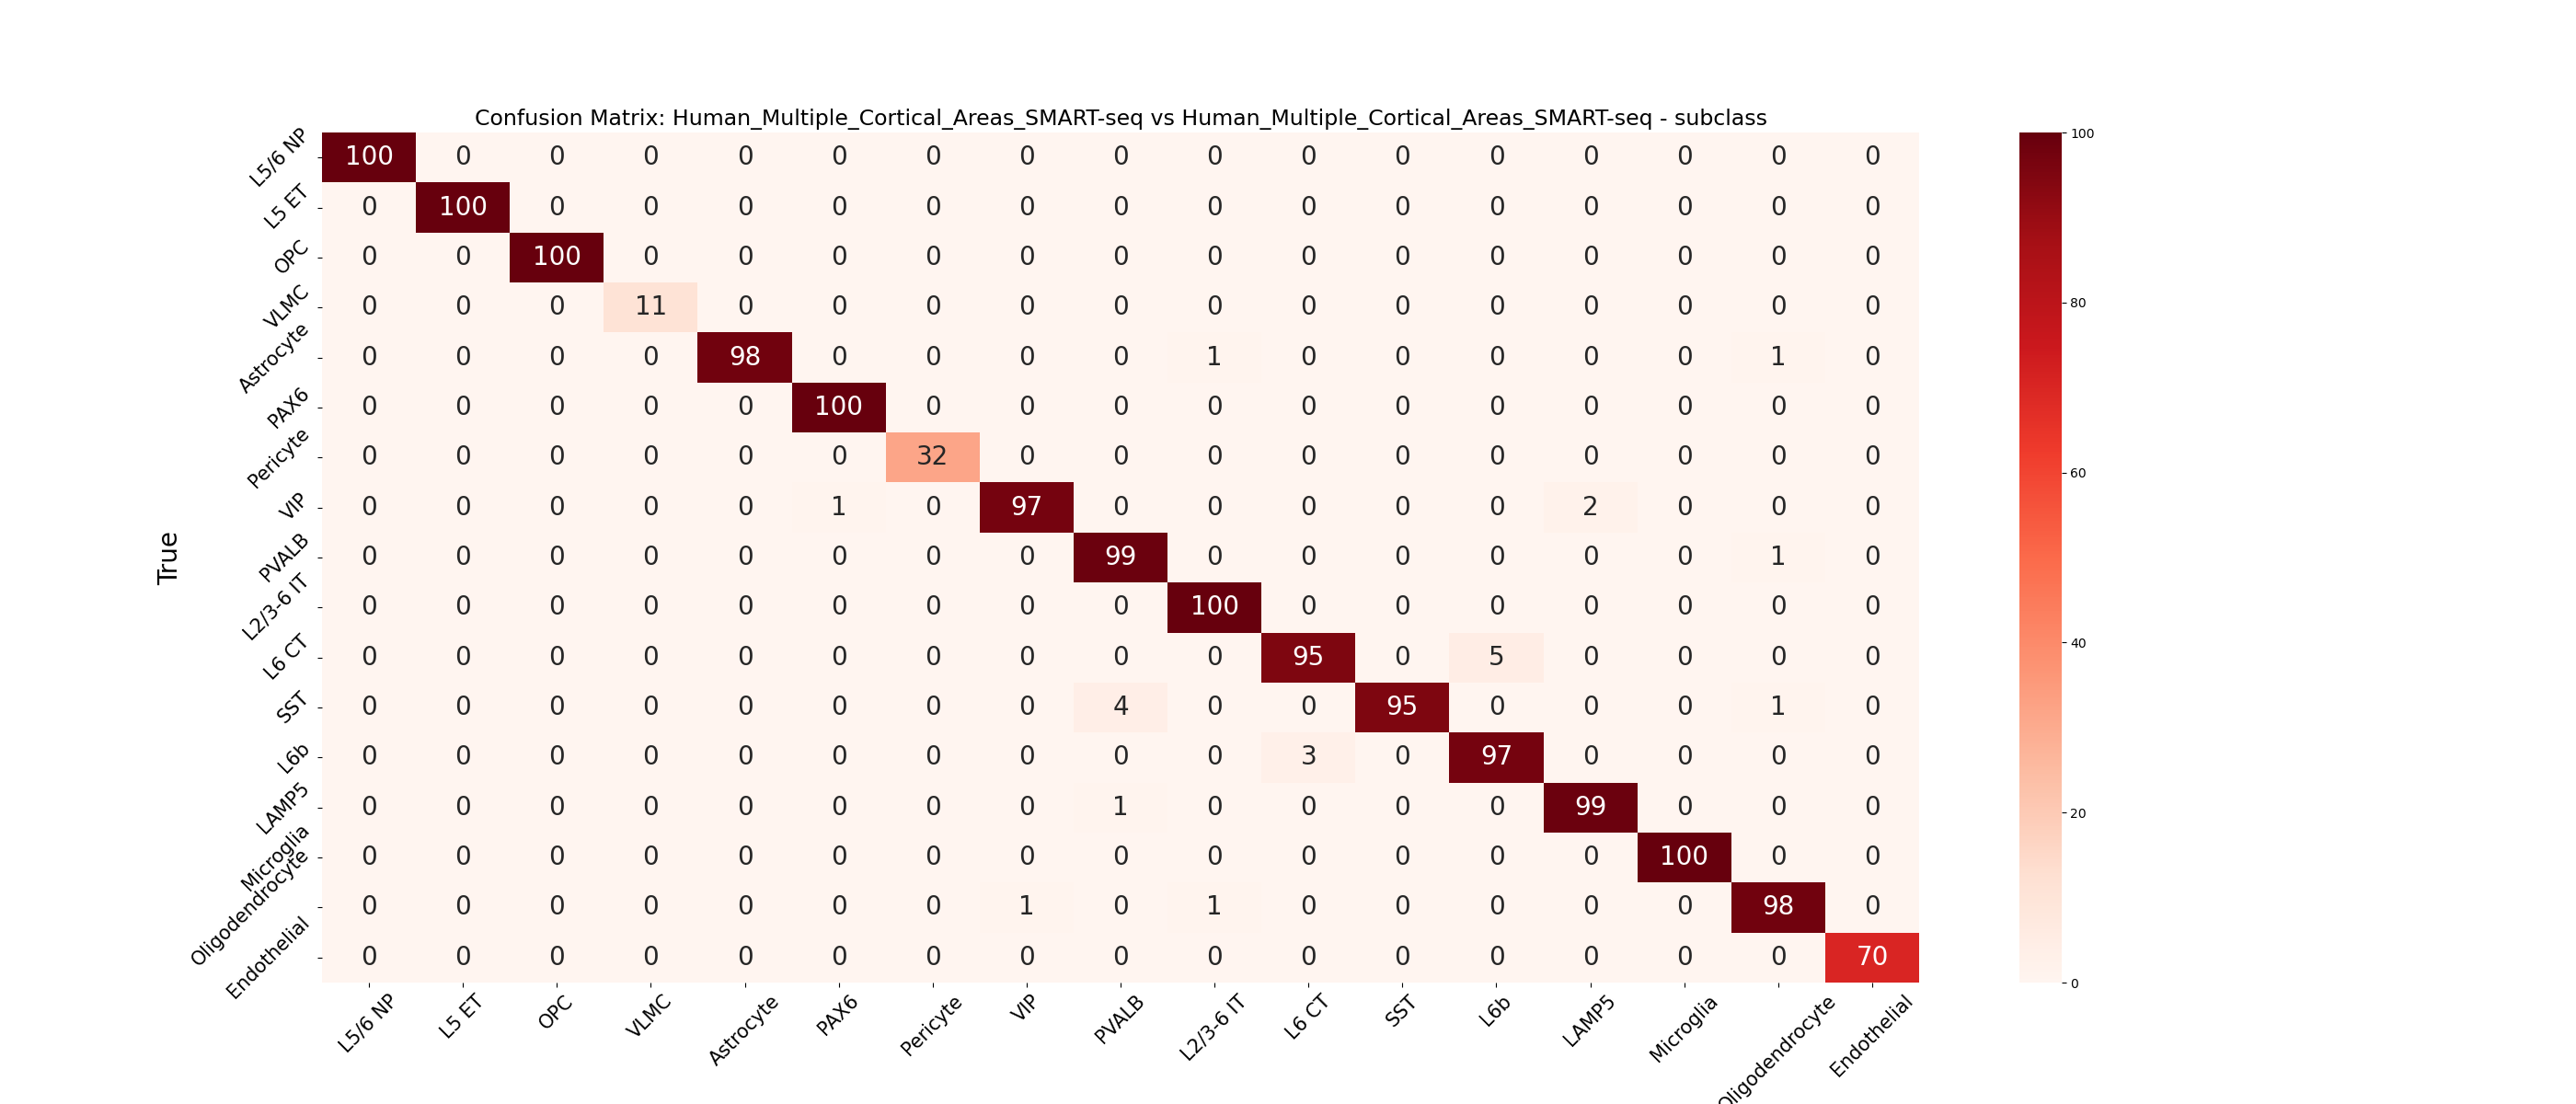 Confusion Matrix: Human_Multiple_Cortical_Areas_SMART-seq vs Human_Multiple_Cortical_Areas_SMART-seq - subclass
True
L5/6 NP 100 0 0 0 0 0 0 0 0 0 0 0 0 0 0 0 0
L5 ET 0 100 0 0 0 0 0 0 0 0 0 0 0 0 0 0 0
OPC 0 0 100 0 0 0 0 0 0 0 0 0 0 0 0 0 0
VLMC 0 0 0 11 0 0 0 0 0 0 0 0 0 0 0 0 0
Astrocyte 0 0 0 0 98 0 0 0 0 1 0 0 0 0 0 1 0
PAX6 0 0 0 0 0 100 0 0 0 0 0 0 0 0 0 0 0
Pericyte 0 0 0 0 0 0 32 0 0 0 0 0 0 0 0 0 0
VIP 0 0 0 0 0 1 0 97 0 0 0 0 0 2 0 0 0
PVALB 0 0 0 0 0 0 0 0 99 0 0 0 0 0 0 1 0
L2/3-6 IT 0 0 0 0 0 0 0 0 0 100 0 0 0 0 0 0 0
L6 CT 0 0 0 0 0 0 0 0 0 0 95 0 5 0 0 0 0
SST 0 0 0 0 0 0 0 0 4 0 0 95 0 0 0 1 0
L6b 0 0 0 0 0 0 0 0 0 0 3 0 97 0 0 0 0
LAMP5 0 0 0 0 0 0 0 0 1 0 0 0 0 99 0 0 0
Microglia 0 0 0 0 0 0 0 0 0 0 0 0 0 0 100 0 0
Oligodendrocyte 0 0 0 0 0 0 0 1 0 1 0 0 0 0 0 98 0
Endothelial 0 0 0 0 0 0 0 0 0 0 0 0 0 0 0 0 70
L5/6 NP L5 ET OPC VLMC Astrocyte PAX6 Pericyte VIP PVALB L2/3-6 IT L6 CT SST L6b LAMP5 Microglia Oligodendrocyte Endothelial
100
80
60
40
20
0